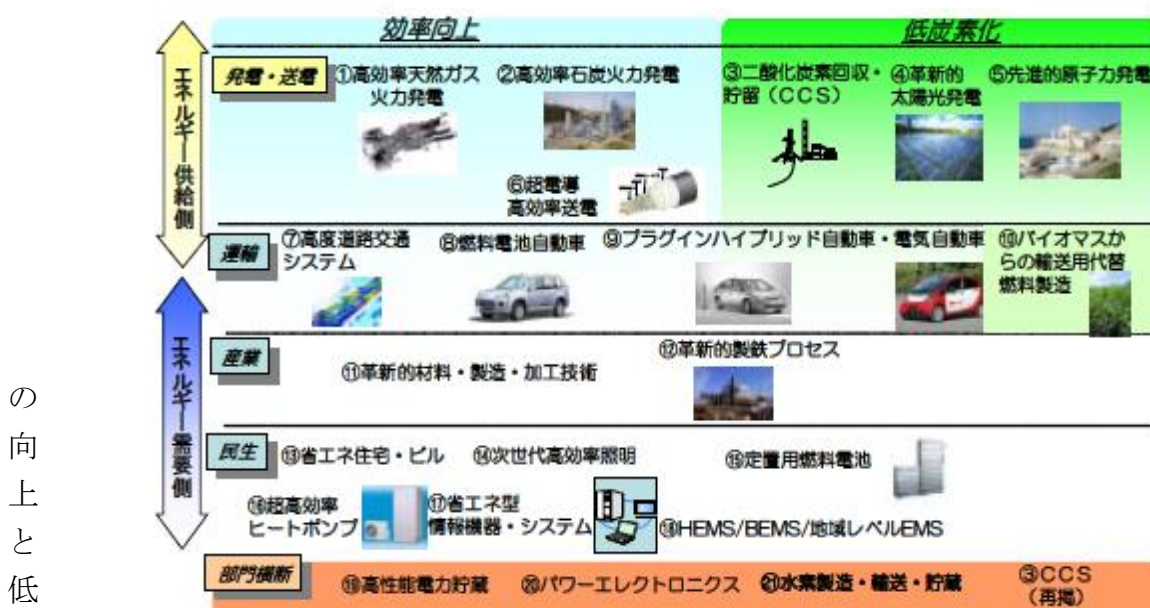 効率向上
低炭素化
エネルギー供給側
発電・送電
①高効率天然ガス
火力発電
②高効率石炭火力発電
③二酸化炭素回収・
貯留（CCS）
④革新的
太陽光発電
⑤先進的原子力発電
⑥超電導
高効率送電
運輸
⑦高度道路交通
システム
⑧燃料電池自動車
⑨プラグインハイブリッド自動車・電気自動車
⑩バイオマスか
らの輸送用代替
燃料製造
エネルギー需要側
産業
⑪革新的材料・製造・加工技術
⑫革新的製鉄プロセス
民生
⑬省エネ住宅・ビル
⑭次世代高効率照明
⑮定置用燃料電池
⑯超高効率
ヒートポンプ
⑰省エネ型
情報機器・システム
⑱HEMS/BEMS/地域レベルEMS
部門横断
⑲高性能電力貯蔵
⑳パワーエレクトロニクス
㉑水素製造・輸送・貯蔵
③CCS
（再掲）
の向上と低